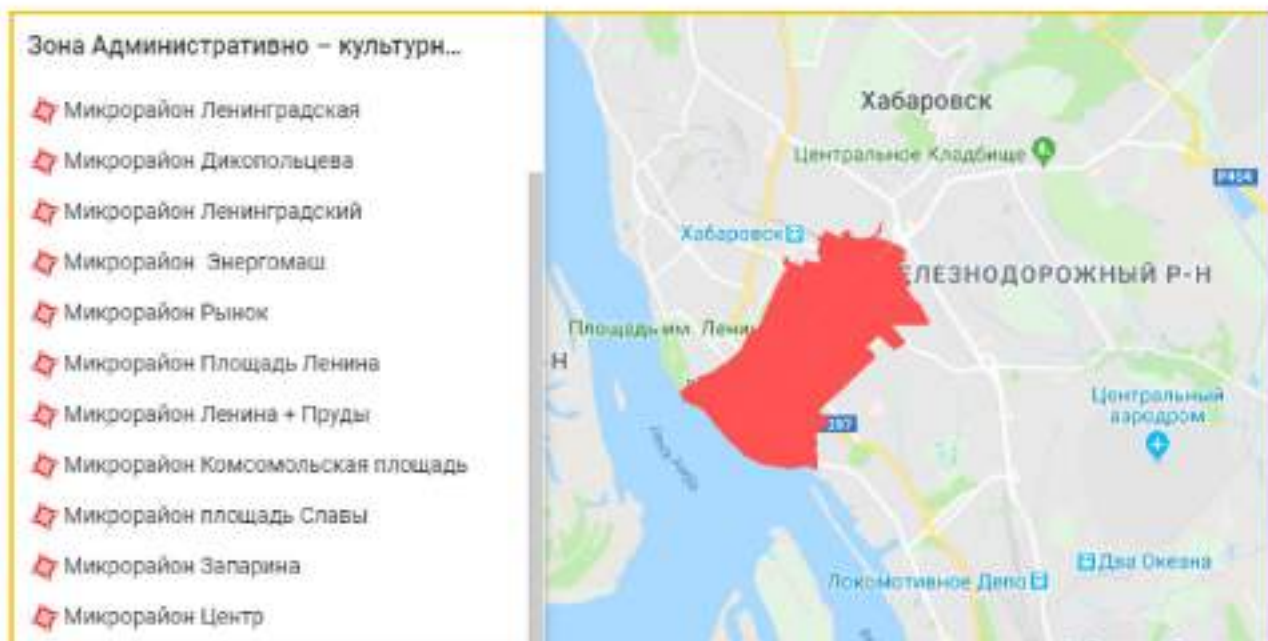 Зона Административно – культурн...
Микрорайон Ленинградская
Микрорайон Дикопольцева
Микрорайон Ленинградский
Микрорайон Энергомаш
Микрорайон Рынок
Микрорайон Площадь Ленина
Микрорайон Ленина + Пруды
Микрорайон Комсомольская площадь
Микрорайон площадь Славы
Микрорайон Запарина
Микрорайон Центр
Хабаровск
Центральное Кладбище
Р454
Хабаровск
ЕЛЕЗНОДОРОЖНЫЙ Р-Н
Площадь им. Ленин
Н
Центральный
аэродром
Два Океана
Локомотивное Депо